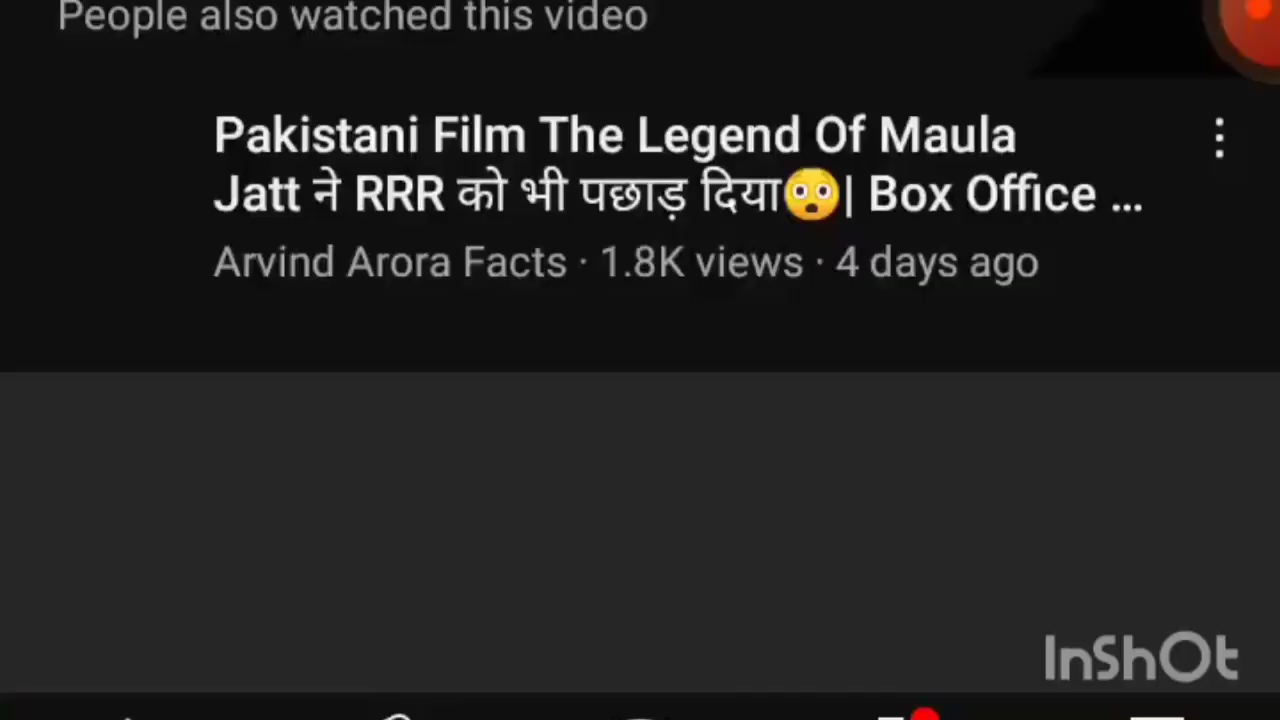 People also watched this video
Pakistani Film The Legend Of Maula
Jatt ने RRR को भी पछाड़ दिया😳| Box Office ...
Arvind Arora Facts · 1.8K views · 4 days ago
InShOt